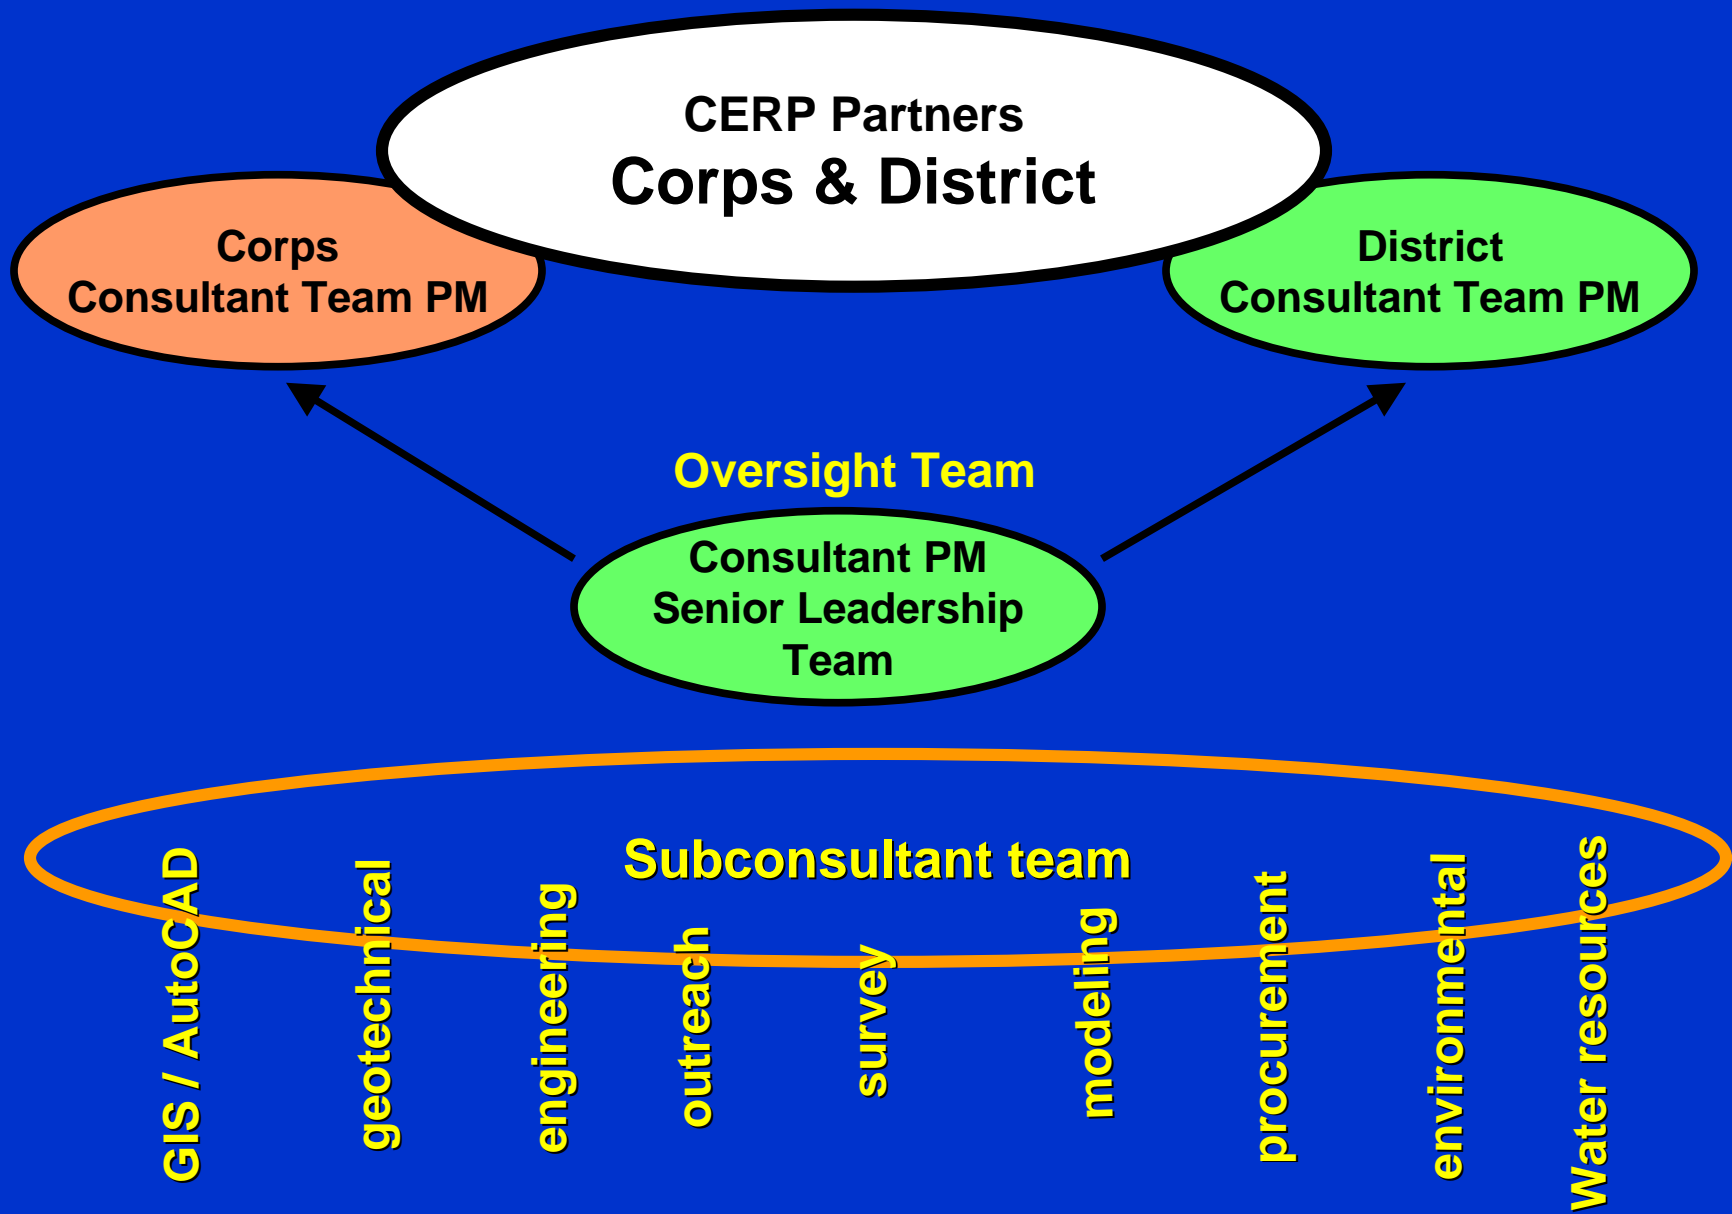 CERP Partners
Corps & District
Corps
Consultant Team PM
District
Consultant Team PM
Oversight Team
Consultant PM
Senior Leadership
Team
Subconsultant team
GIS / AutoCAD
geotechnical
engineering
outreach
survey
modeling
procurement
environmental
Water resources